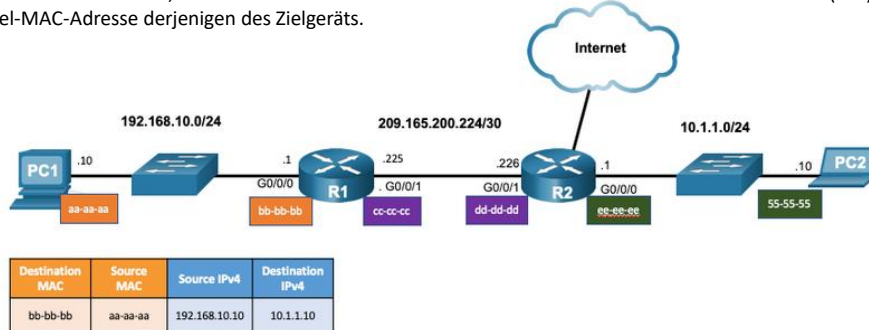 el-MAC-Adresse derjenigen des Zielgeräts.
Internet
192.168.10.0/24
209.165.200.224/30
10.1.1.0/24
PC1
.10
.1
.225
.226
.1
.10
PC2
G0/0/0
R1
. G0/0/1
G0/0/1
R2
G0/0/0
aa-aa-aa
bb-bb-bb
cc-cc-cc
dd-dd-dd
ee-ee-ee
55-55-55
Destination MAC
Source MAC
Source IPv4
Destination IPv4
bb-bb-bb
aa-aa-aa
192.168.10.10
10.1.1.10